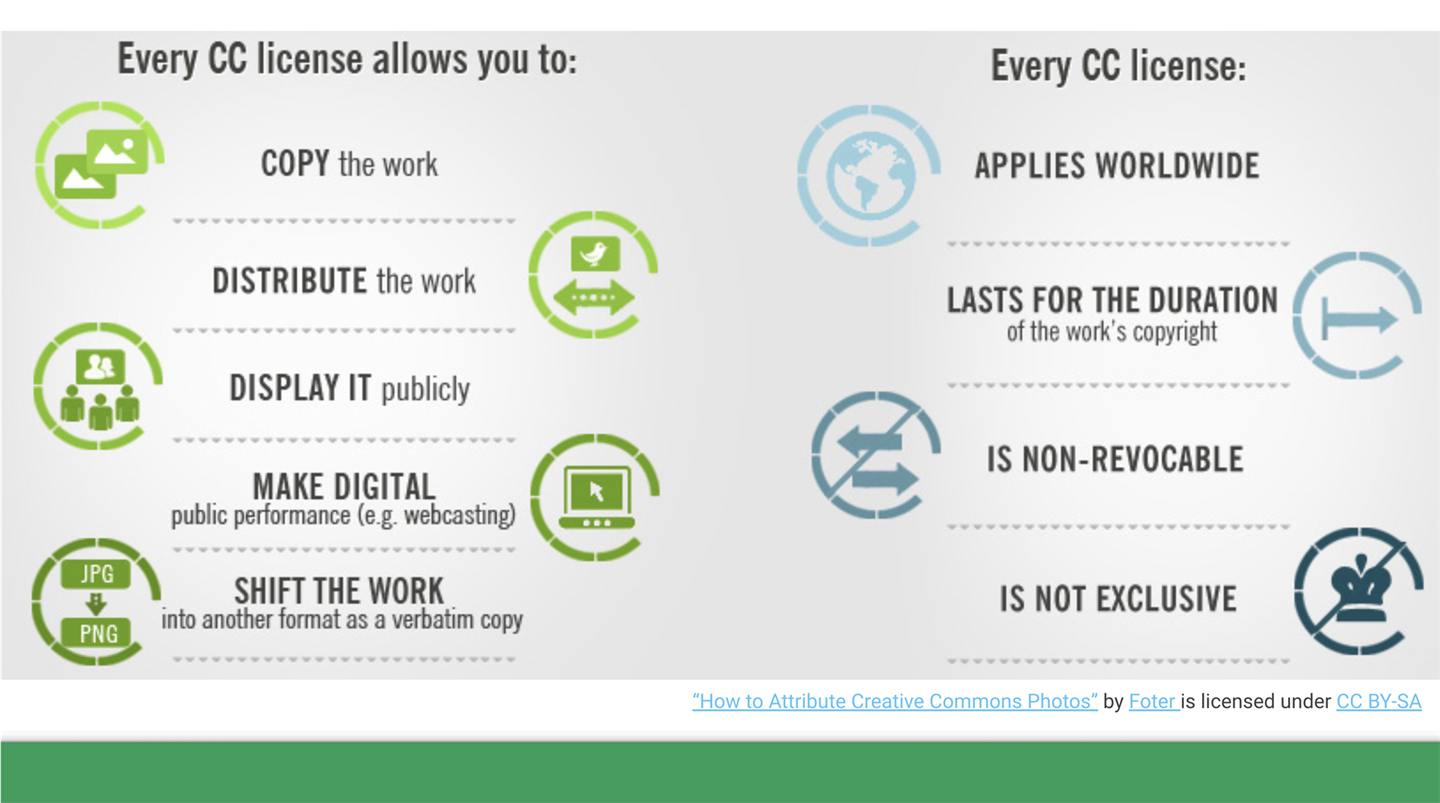 Every CC license allows you to:
COPY the work
DISTRIBUTE the work
DISPLAY IT publicly
MAKE DIGITAL
public performance (e.g. webcasting)
JPG
PNG
SHIFT THE WORK
into another format as a verbatim copy
Every CC license:
APPLIES WORLDWIDE
LASTS FOR THE DURATION
of the work's copyright
IS NON-REVOCABLE
IS NOT EXCLUSIVE
“How to Attribute Creative Commons Photos” by Foter is licensed under CC BY-SA